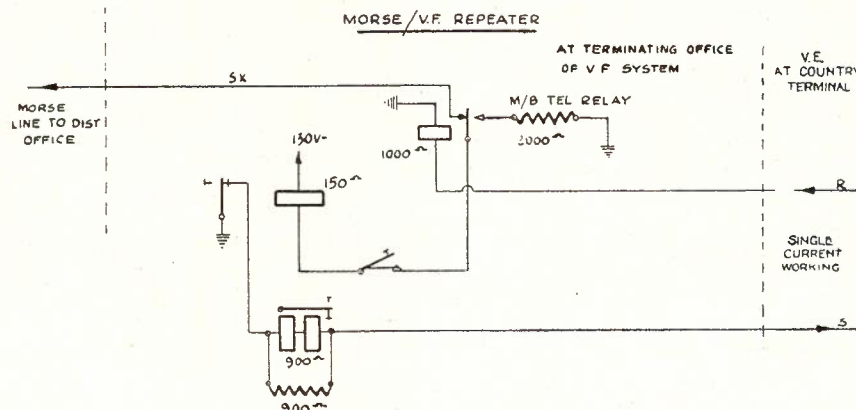 MORSE/V.F. REPEATER
AT TERMINATING OFFICE
OF V F SYSTEM
V.E.
AT COUNTRY
TERMINAL
SX
MORSE
LINE TO DIST
OFFICE
M/B TEL RELAY
130V-
1000
2000
150
T
R
SINGLE
CURRENT
WORKING
T
S
900
900